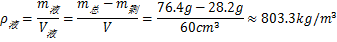 ρ液 = m液/V液 = (m总 − m剩)/V = (76.4g − 28.2g)/60cm³ ≈ 803.3kg/m³